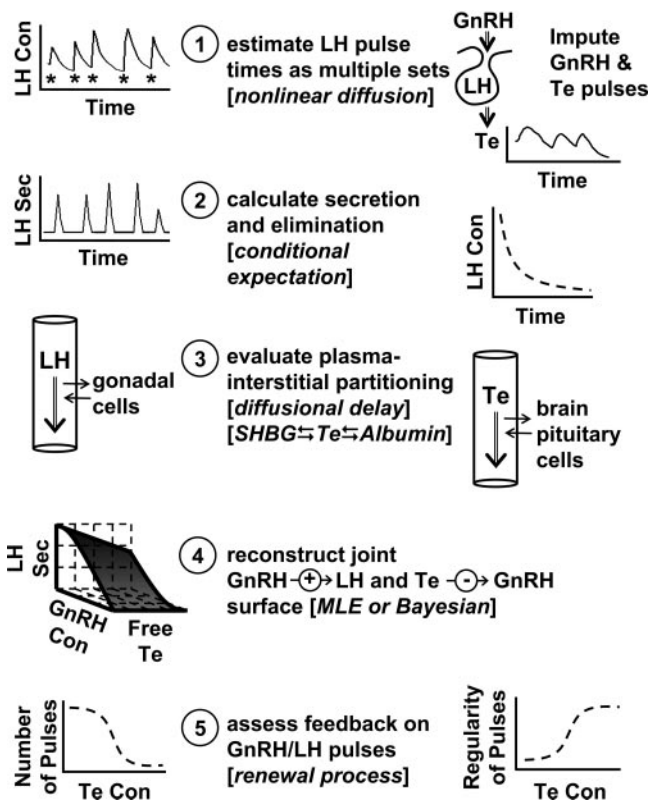 LH Con
* * * * *
Time
1
estimate LH pulse
times as multiple sets
[nonlinear diffusion]
GnRH
LH
Te
Impute
GnRH &
Te pulses
Time
LH Sec
Time
2
calculate secretion
and elimination
[conditional
expectation]
LH Con
Time
LH
gonadal
cells
3
evaluate plasma-
interstitial partitioning
[diffusional delay]
[SHBG⇆Te⇆Albumin]
Te
brain
pituitary
cells
LH
Sec
GnRH
Con
Free
Te
4
reconstruct joint
GnRH -(+)→ LH and Te -(-)→ GnRH
surface [MLE or Bayesian]
Number
of Pulses
Te Con
5
assess feedback on
GnRH/LH pulses
[renewal process]
Regularity
of Pulses
Te Con